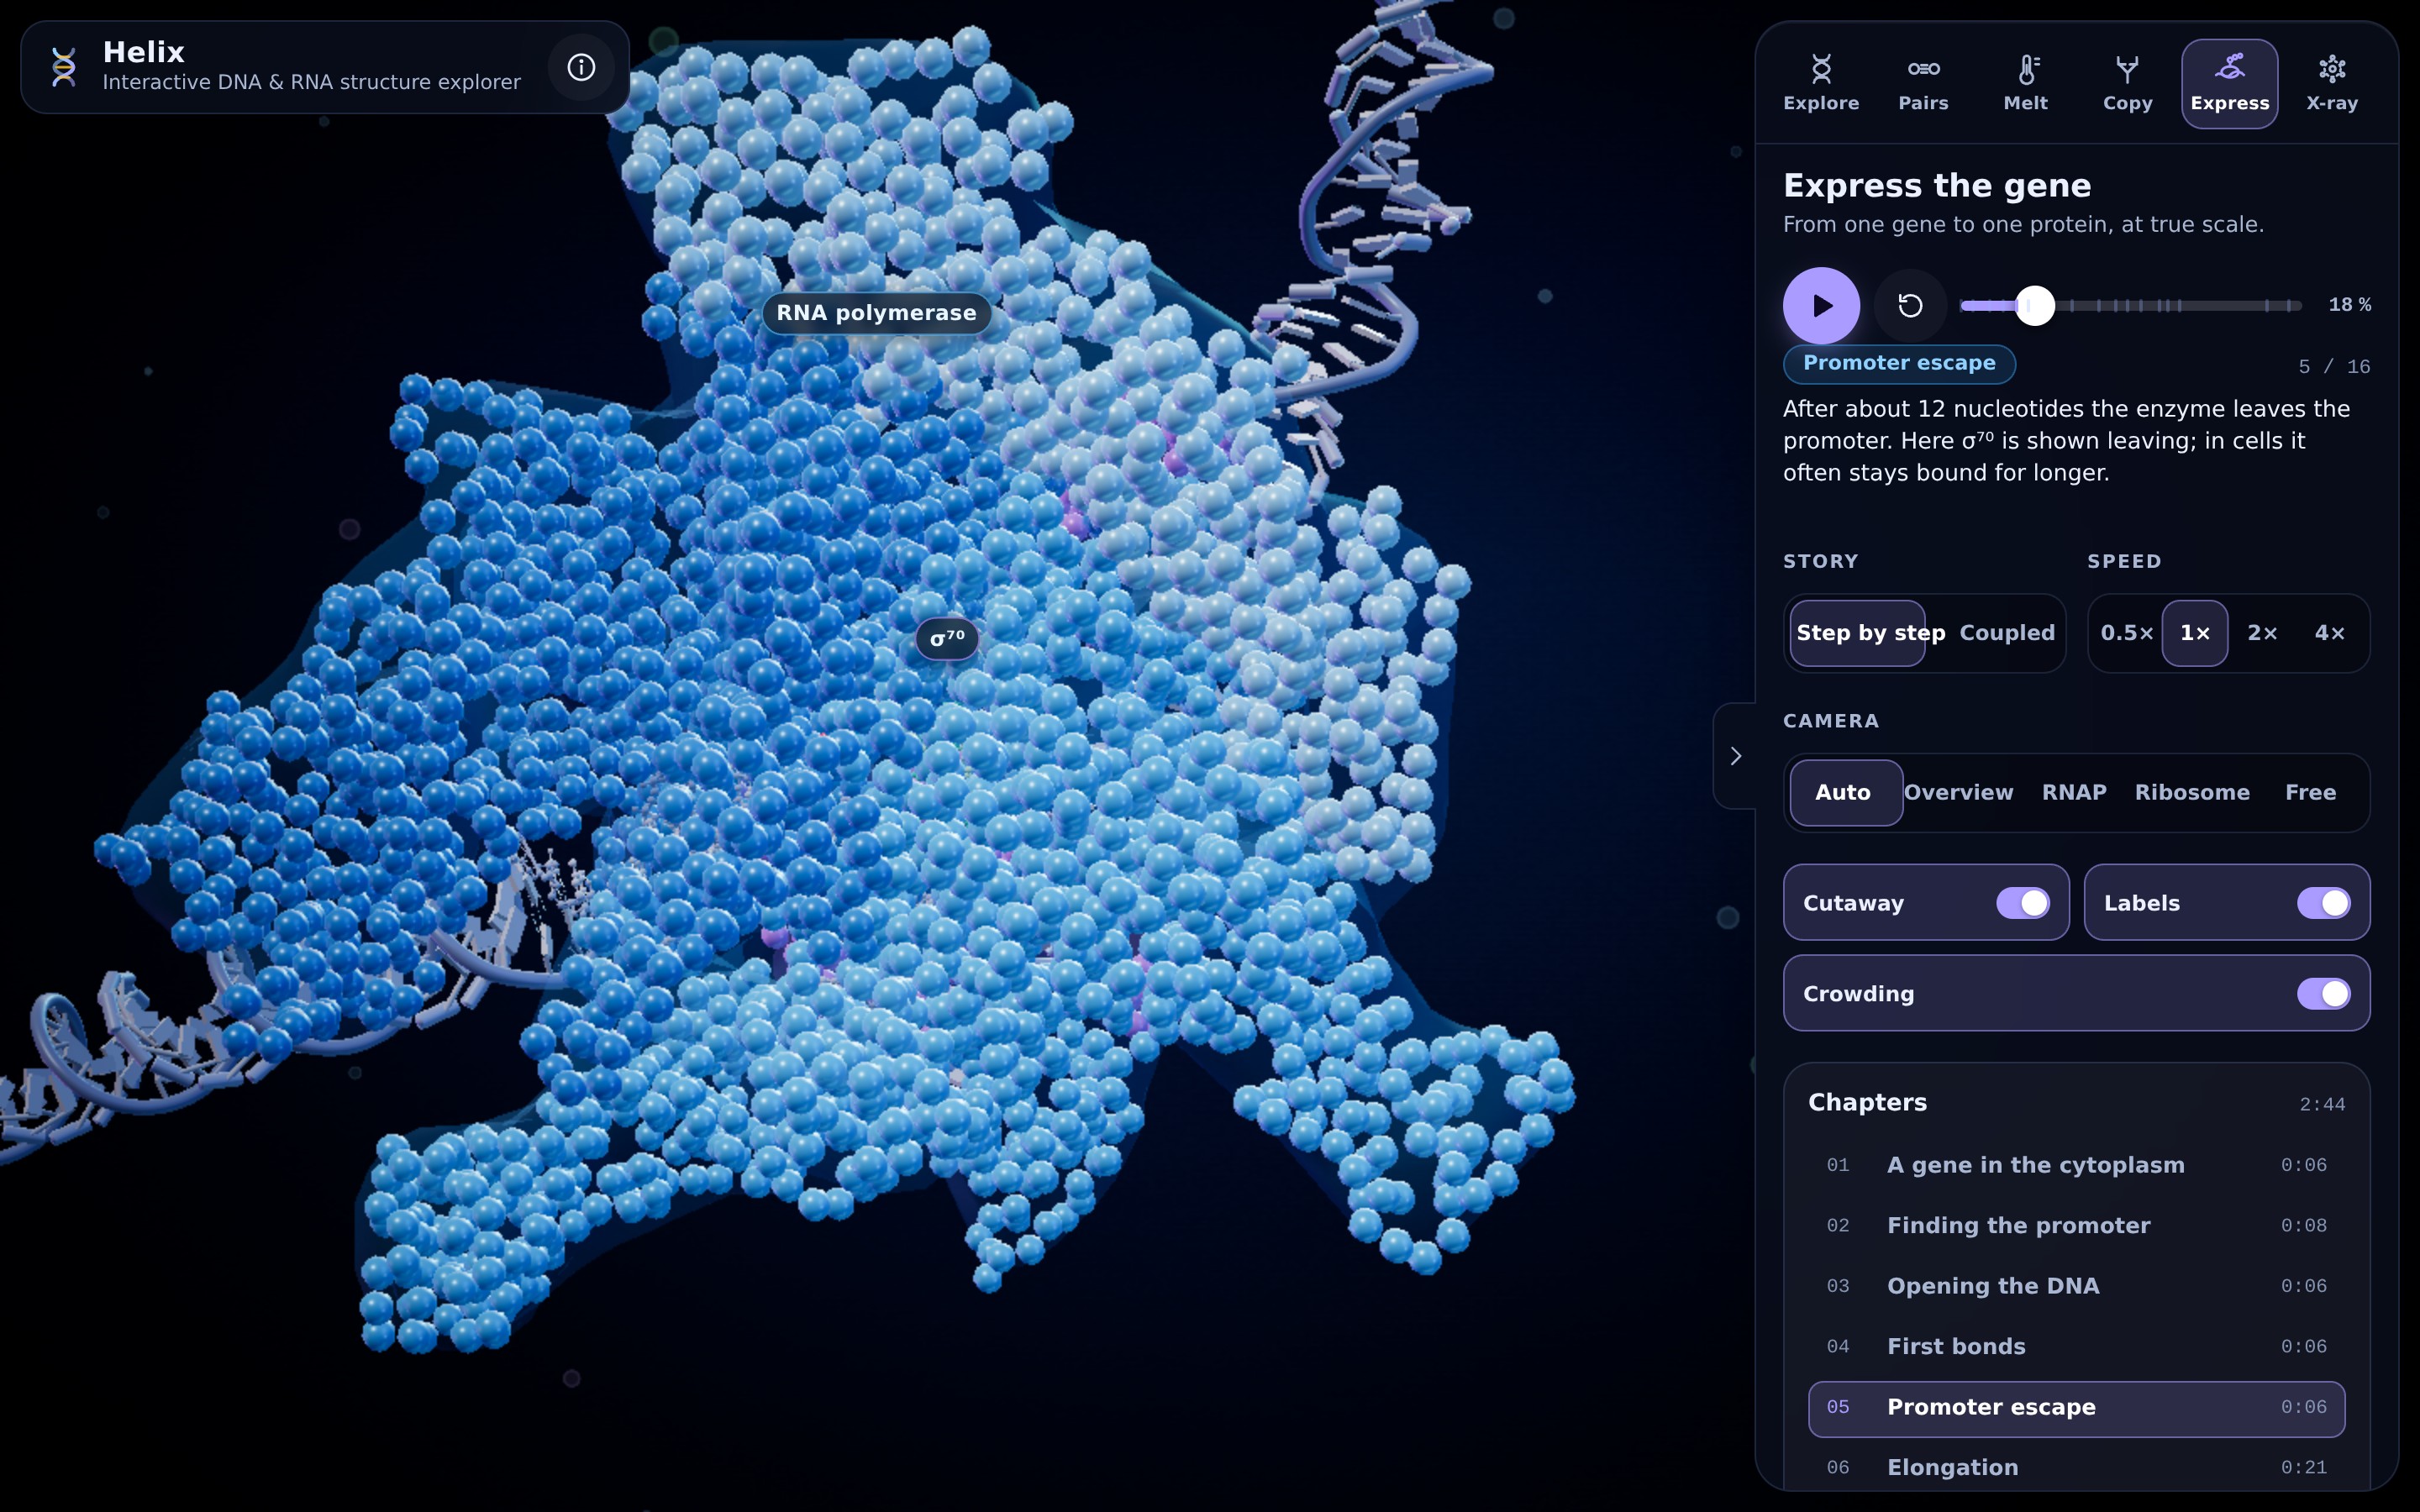 Helix
Interactive DNA & RNA structure explorer
RNA polymerase
σ⁷⁰
Explore
Pairs
Melt
Copy
Express
X-ray
Express the gene
From one gene to one protein, at true scale.
18 %
Promoter escape
5 / 16
After about 12 nucleotides the enzyme leaves the
promoter. Here σ⁷⁰ is shown leaving; in cells it
often stays bound for longer.
STORY
SPEED
Step by step
Coupled
0.5×
1×
2×
4×
CAMERA
Auto
Overview
RNAP
Ribosome
Free
Cutaway
Labels
Crowding
Chapters
2:44
01 A gene in the cytoplasm 0:06
02 Finding the promoter 0:08
03 Opening the DNA 0:06
04 First bonds 0:06
05 Promoter escape 0:06
06 Elongation 0:21